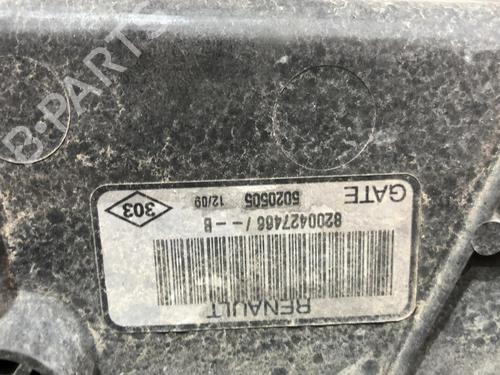 RENAULT
8200427466 / -- B
GATE 5020505 12/09 303
B-PARTS